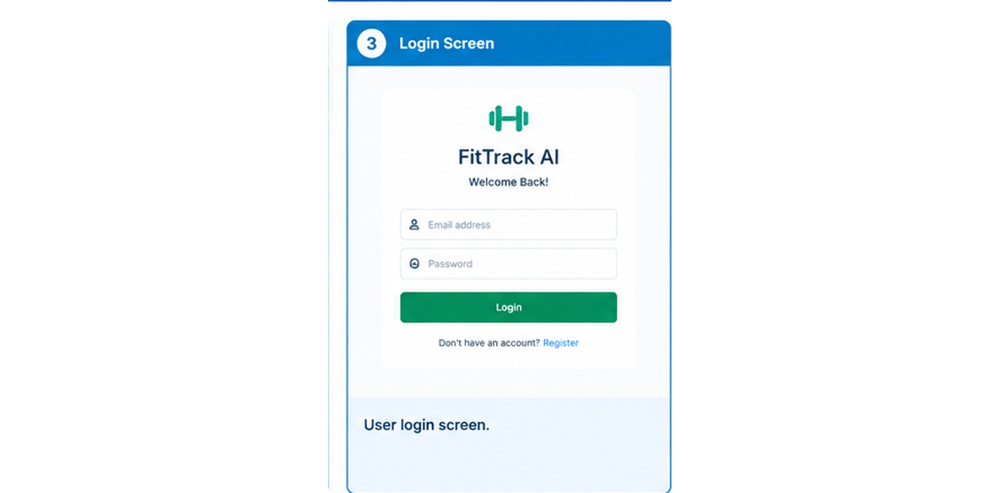 3 Login Screen
FitTrack AI
Welcome Back!
Email address
Password
Login
Don't have an account? Register
User login screen.